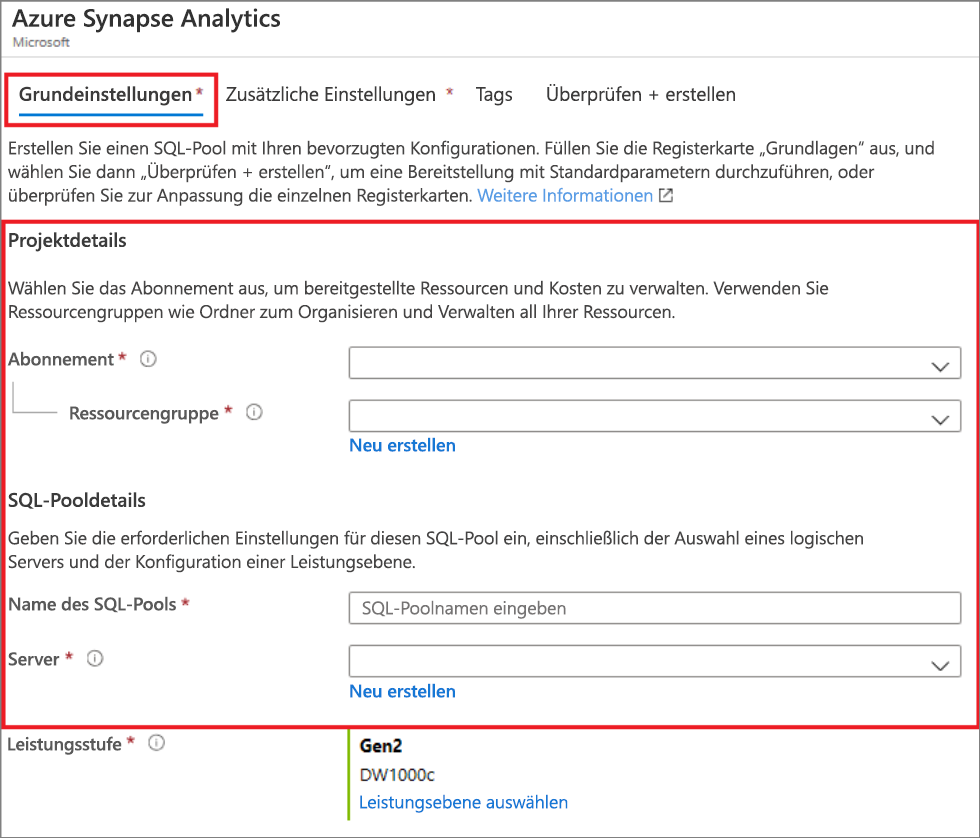 Azure Synapse Analytics
Microsoft
Grundeinstellungen * Zusätzliche Einstellungen * Tags Überprüfen + erstellen
Erstellen Sie einen SQL-Pool mit Ihren bevorzugten Konfigurationen. Füllen Sie die Registerkarte „Grundlagen“ aus, und
wählen Sie dann „Überprüfen + erstellen“, um eine Bereitstellung mit Standardparametern durchzuführen, oder
überprüfen Sie zur Anpassung die einzelnen Registerkarten. Weitere Informationen
Projektdetails
Wählen Sie das Abonnement aus, um bereitgestellte Ressourcen und Kosten zu verwalten. Verwenden Sie
Ressourcengruppen wie Ordner zum Organisieren und Verwalten all Ihrer Ressourcen.
Abonnement *
Ressourcengruppe *
Neu erstellen
SQL-Pooldetails
Geben Sie die erforderlichen Einstellungen für diesen SQL-Pool ein, einschließlich der Auswahl eines logischen
Servers und der Konfiguration einer Leistungsebene.
Name des SQL-Pools * SQL-Poolnamen eingeben
Server *
Neu erstellen
Leistungsstufe * Gen2
DW1000c
Leistungsebene auswählen